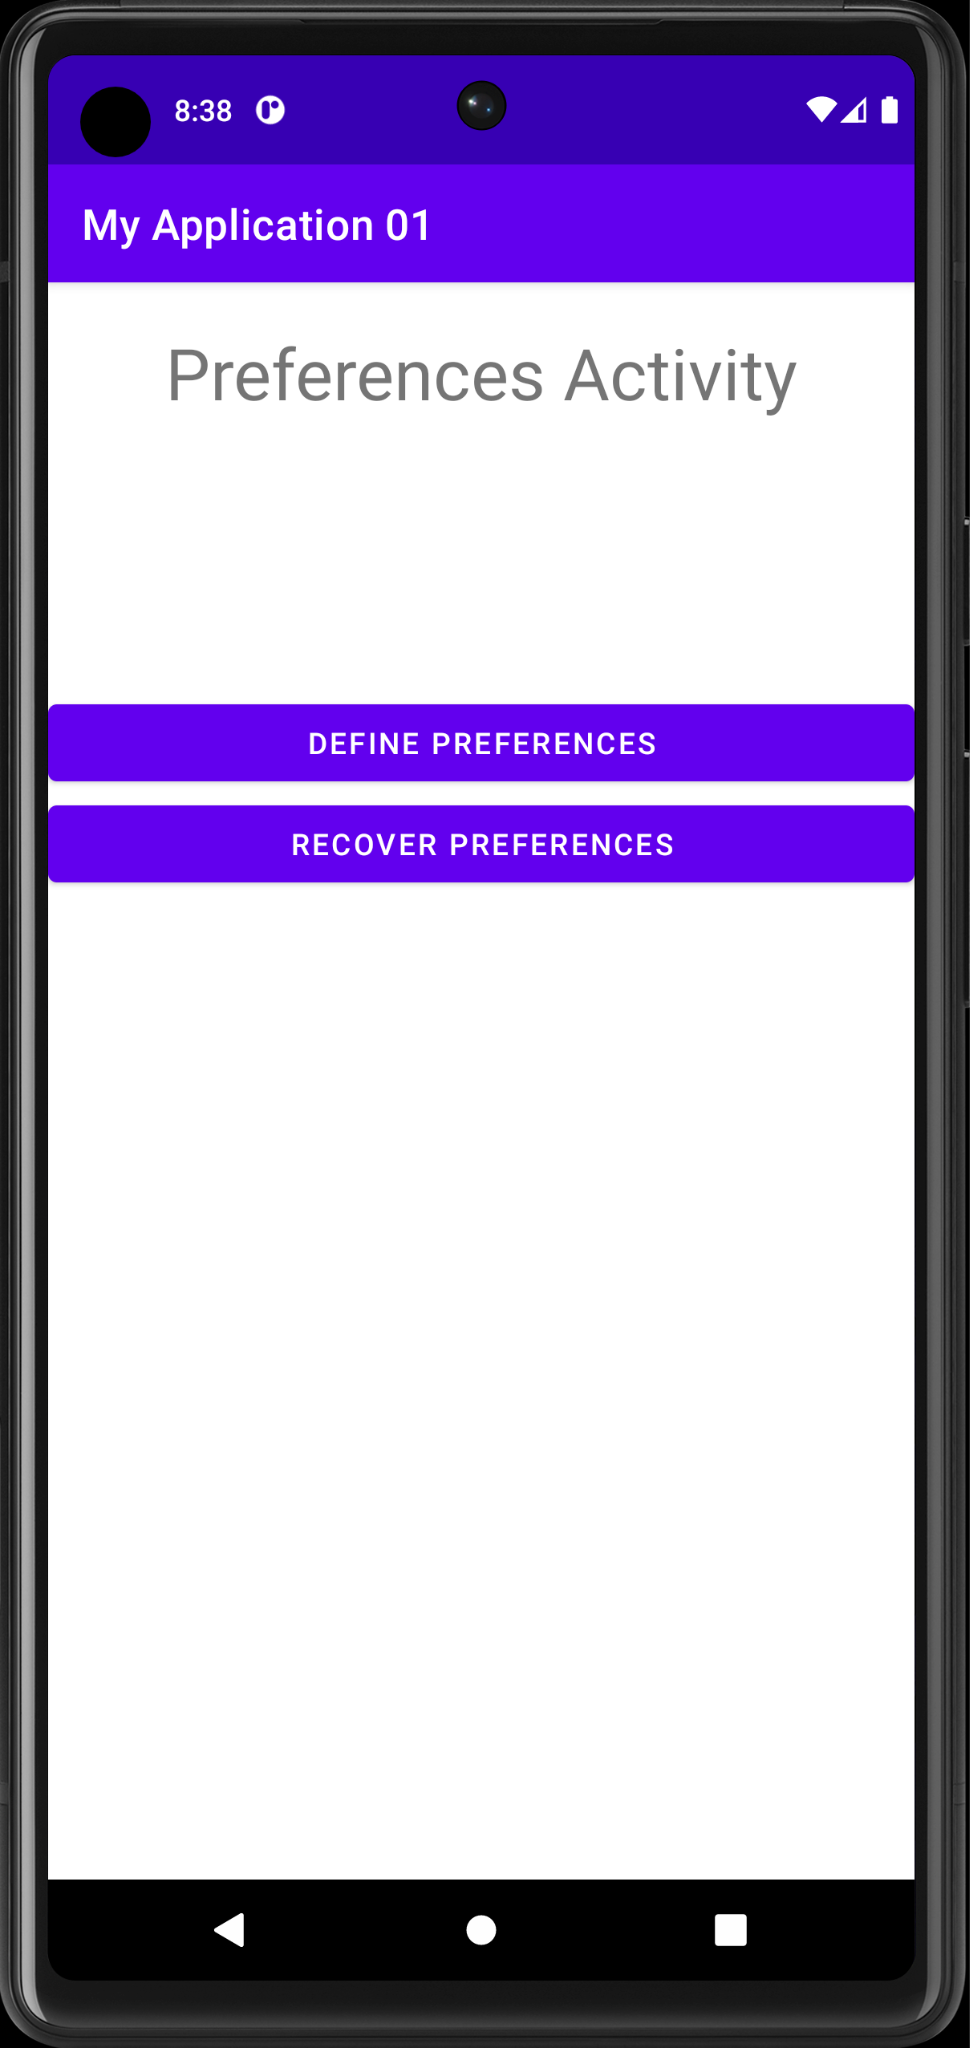 8:38
My Application 01
Preferences Activity
DEFINE PREFERENCES
RECOVER PREFERENCES